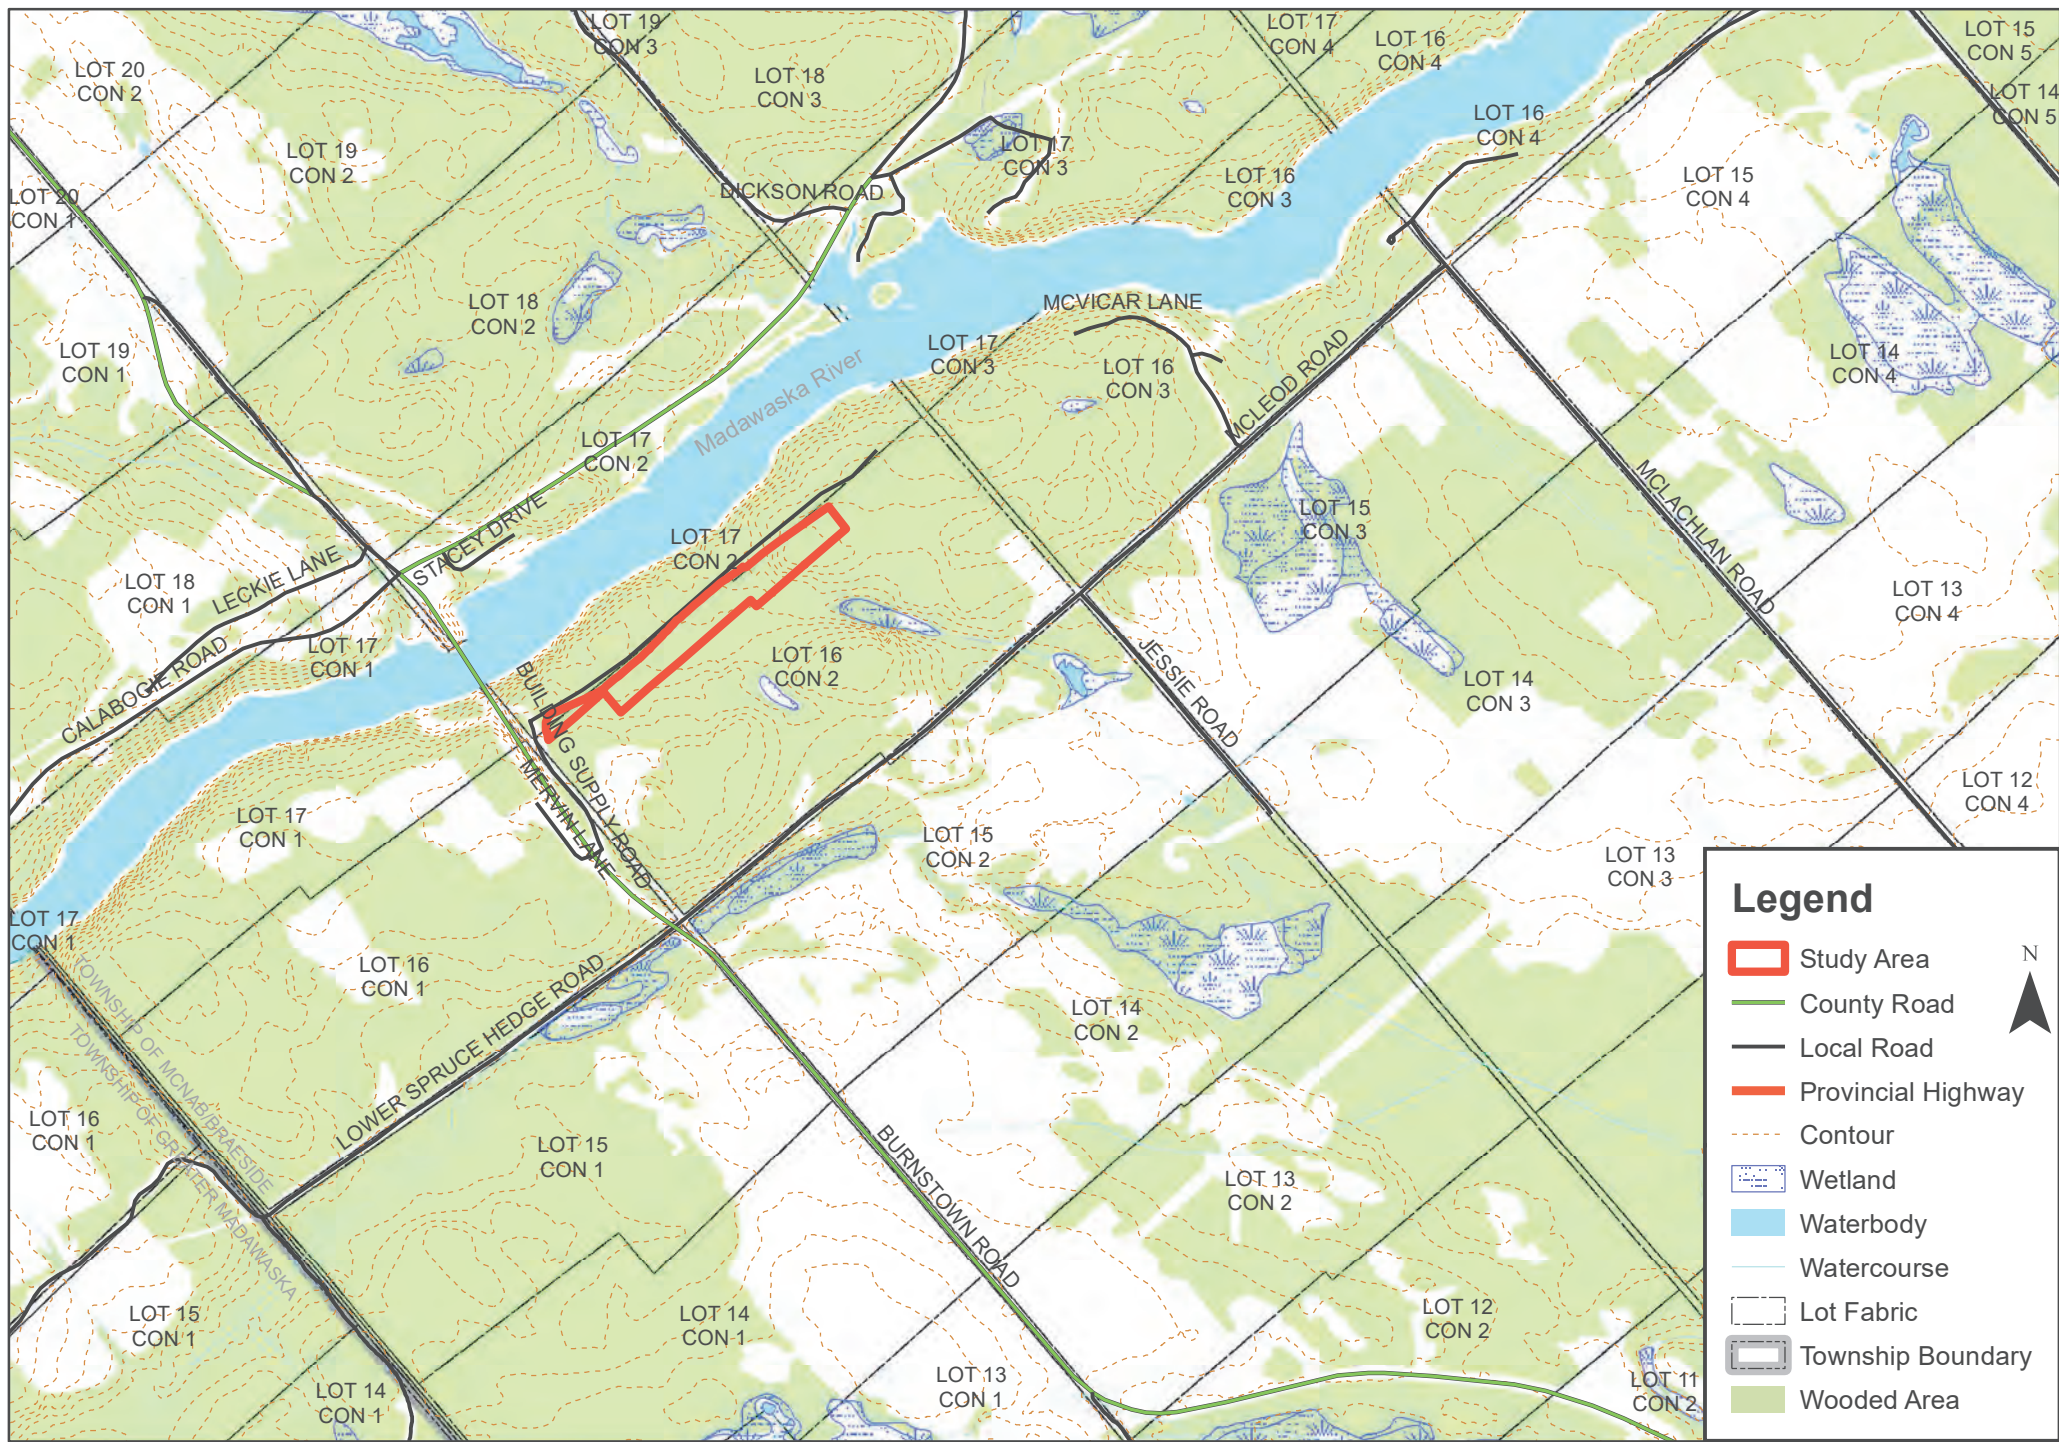 LOT 19
CON 3
LOT 17
CON 4
LOT 16
CON 4
LOT 15
CON 5
LOT 20
CON 2
LOT 18
CON 3
LOT 14
CON 5
LOT 16
CON 4
LOT 19
CON 2
LOT 17
CON 3
LOT 16
CON 3
LOT 15
CON 4
LOT 20
CON 1
DICKSON ROAD
LOT 18
CON 2
MCVICAR LANE
LOT 19
CON 1
LOT 17
CON 3
LOT 16
CON 3
LOT 14
CON 4
Madawaska River
MCLEOD ROAD
LOT 17
CON 2
STACEY DRIVE
LOT 17
CON 2
LOT 15
CON 3
MCLACHLAN ROAD
LOT 18
CON 1
LECKIE LANE
LOT 13
CON 4
CALABOGIE ROAD
LOT 17
CON 1
LOT 16
CON 2
JESSIE ROAD
LOT 14
CON 3
BUILDING SUPPLY ROAD
MERVIN LANE
LOT 12
CON 4
LOT 17
CON 1
LOT 15
CON 2
LOT 13
CON 3
LOT 17
CON 1
LOT 16
CON 1
LOWER SPRUCE HEDGE ROAD
LOT 14
CON 2
TOWNSHIP OF MCNAB/BRAESIDE
TOWNSHIP OF GREATER MADAWASKA
LOT 16
CON 1
LOT 15
CON 1
BURNSTOWN ROAD
LOT 13
CON 2
LOT 15
CON 1
LOT 14
CON 1
LOT 12
CON 2
LOT 14
CON 1
LOT 13
CON 1
LOT 11
CON 2
Legend
N
Study Area
County Road
Local Road
Provincial Highway
Contour
Wetland
Waterbody
Watercourse
Lot Fabric
Township Boundary
Wooded Area